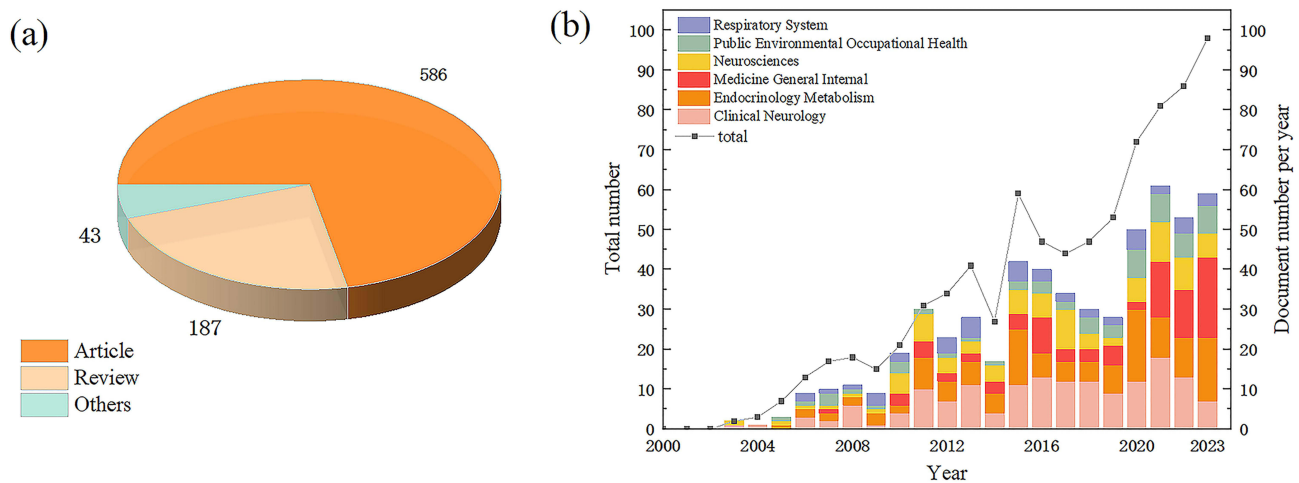 (a)
586
43
187
Article
Review
Others
(b)
Respiratory System
Public Environmental Occupational Health
Neurosciences
Medicine General Internal
Endocrinology Metabolism
Clinical Neurology
total
Total number
100
90
80
70
60
50
40
30
20
10
0
100
90
80
70
60
50
40
30
20
10
0
Document number per year
2000
2004
2008
2012
2016
2020
2023
Year